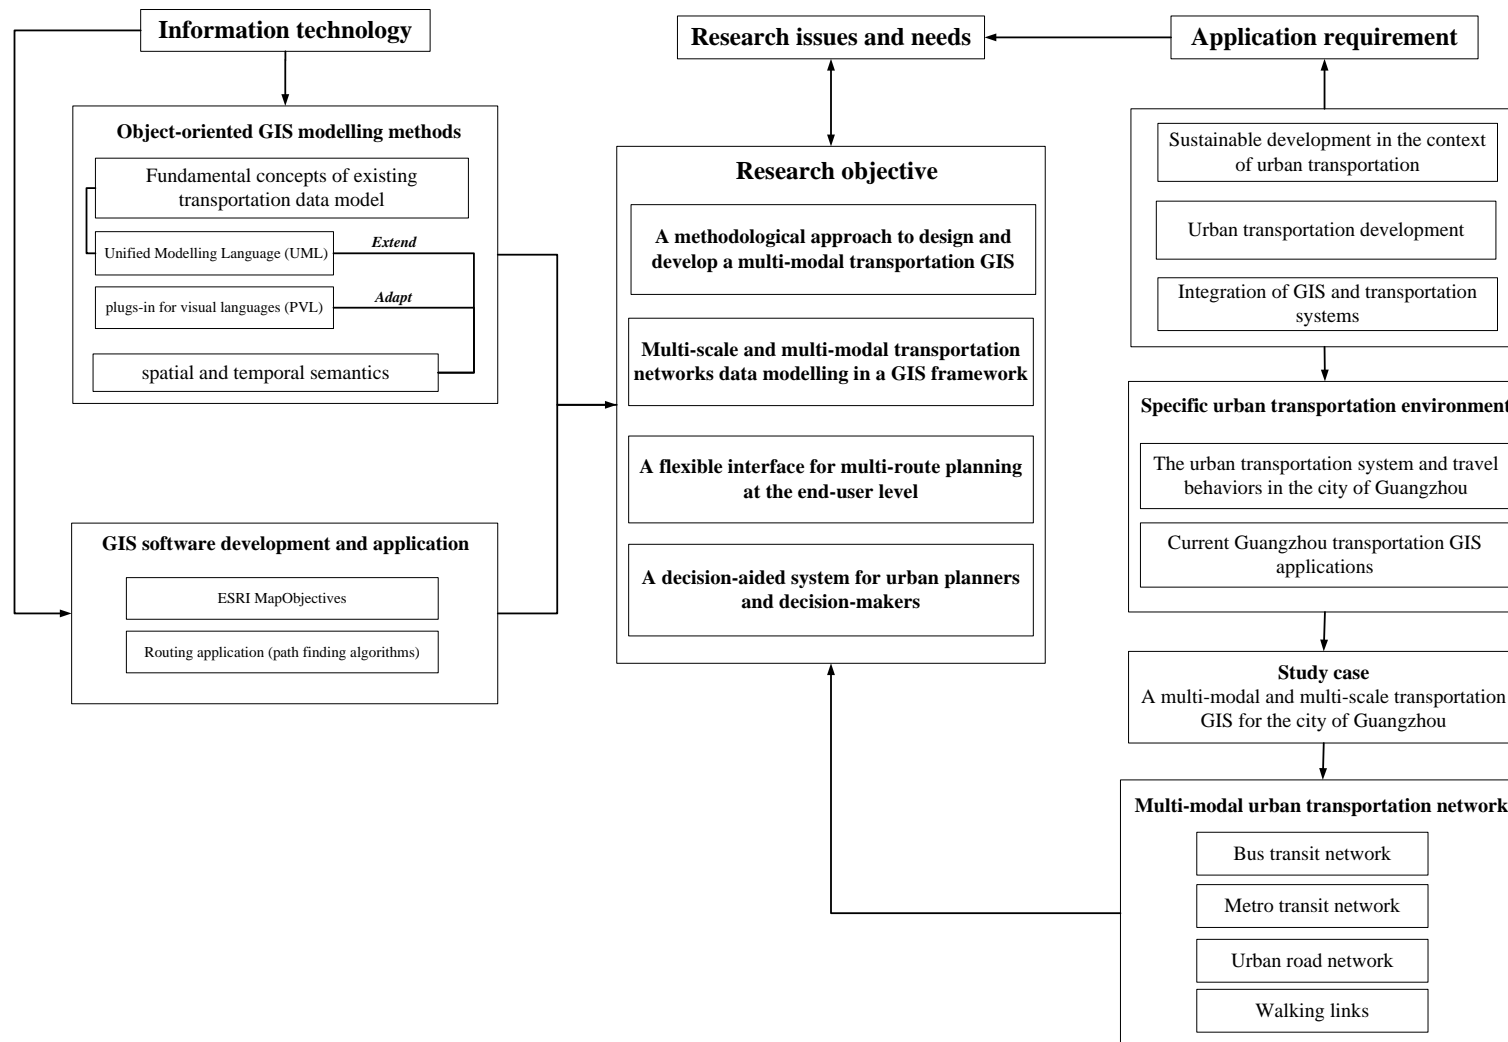 Information technology
Object-oriented GIS modelling methods
Fundamental concepts of existing
transportation data model
Unified Modelling Language (UML)
Extend
plugs-in for visual languages (PVL)
Adapt
spatial and temporal semantics
GIS software development and application
ESRI MapObjectives
Routing application (path finding algorithms)
Research issues and needs
Research objective
A methodological approach to design and
develop a multi-modal transportation GIS
Multi-scale and multi-modal transportation
networks data modelling in a GIS framework
A flexible interface for multi-route planning
at the end-user level
A decision-aided system for urban planners
and decision-makers
Application requirement
Sustainable development in the context
of urban transportation
Urban transportation development
Integration of GIS and transportation
systems
Specific urban transportation environment
The urban transportation system and travel
behaviors in the city of Guangzhou
Current Guangzhou transportation GIS
applications
Study case
A multi-modal and multi-scale transportation
GIS for the city of Guangzhou
Multi-modal urban transportation network
Bus transit network
Metro transit network
Urban road network
Walking links